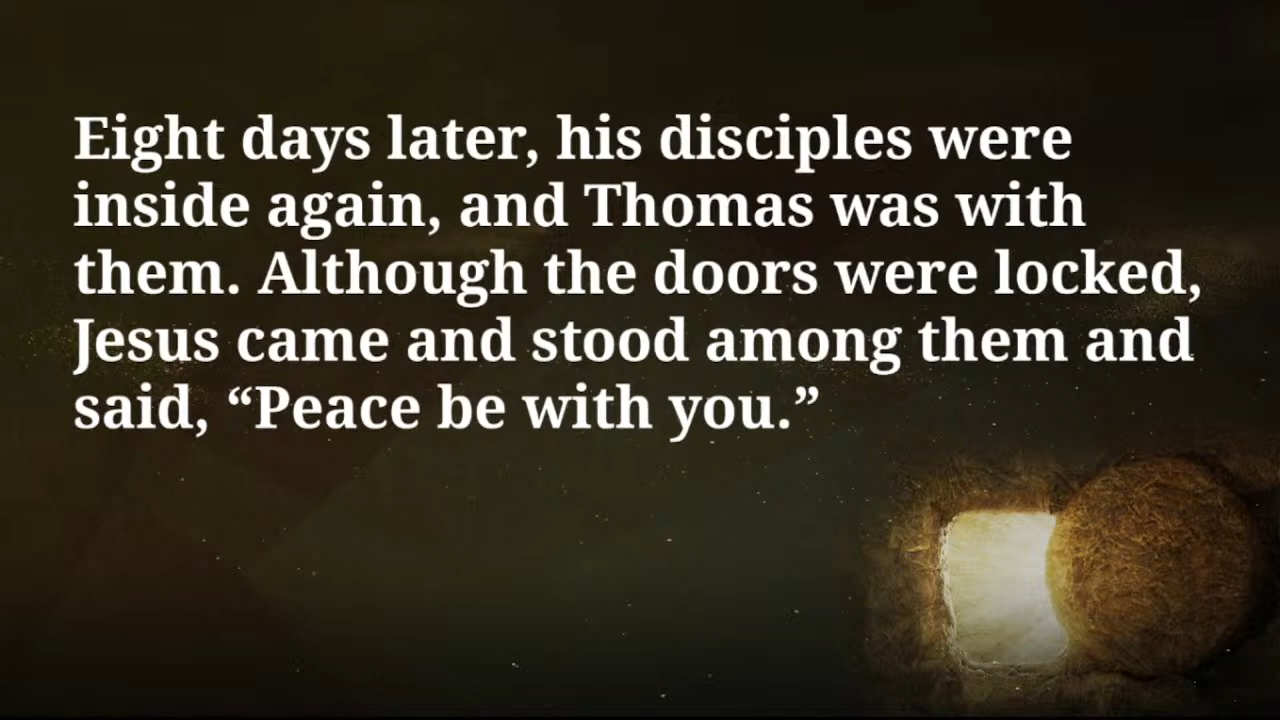 Eight days later, his disciples were
inside again, and Thomas was with
them. Although the doors were locked,
Jesus came and stood among them and
said, “Peace be with you.”